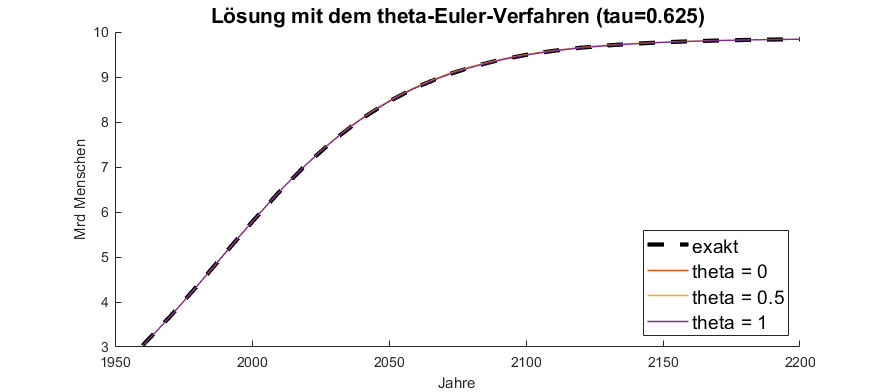 Lösung mit dem theta-Euler-Verfahren (tau=0.625)
10
9
8
7
6
5
4
3
Mrd Menschen
exakt
theta = 0
theta = 0.5
theta = 1
1950 2000 2050 2100 2150 2200
Jahre